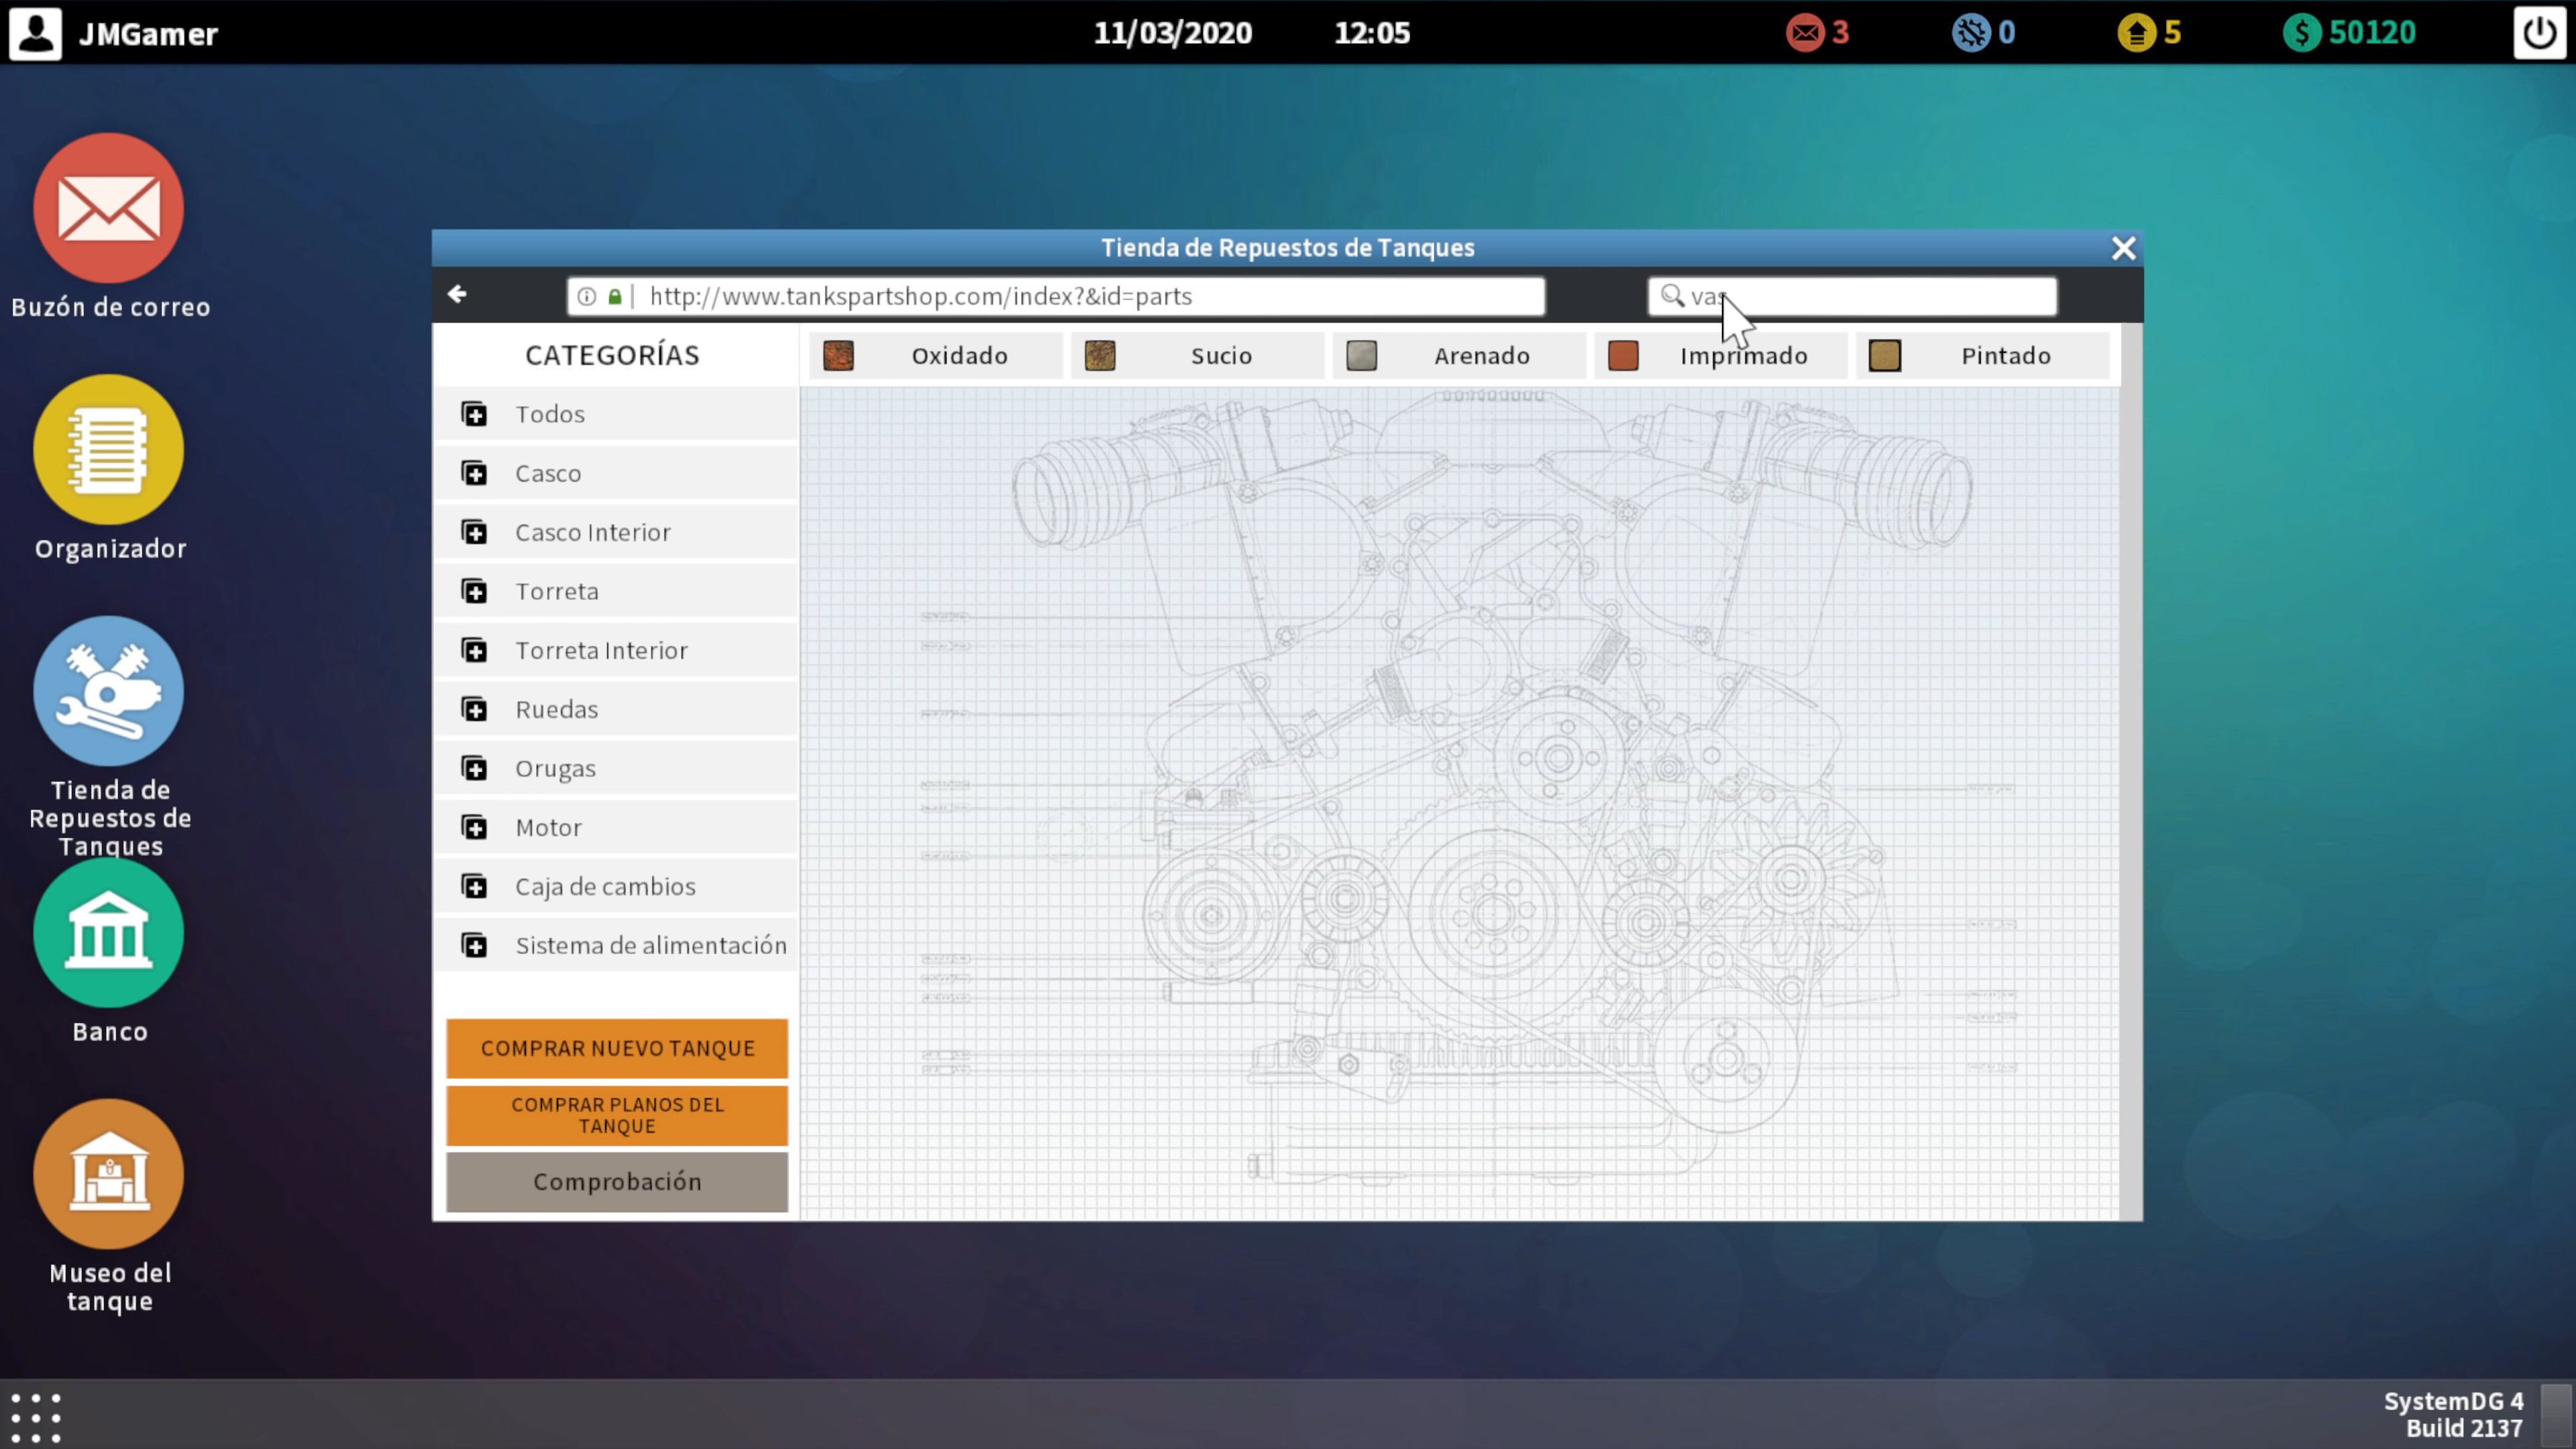 JMGamer
11/03/2020
12:05
3
0
5
50120
Buzón de correo
Organizador
Tienda de
Repuestos de
Tanques
Banco
Museo del
tanque
Tienda de Repuestos de Tanques
http://www.tankspartshop.com/index?&id=parts
vas
CATEGORÍAS
Oxidado
Sucio
Arenado
Imprimado
Pintado
Todos
Casco
Casco Interior
Torreta
Torreta Interior
Ruedas
Orugas
Motor
Caja de cambios
Sistema de alimentación
COMPRAR NUEVO TANQUE
COMPRAR PLANOS DEL
TANQUE
Comprobación
SystemDG 4
Build 2137